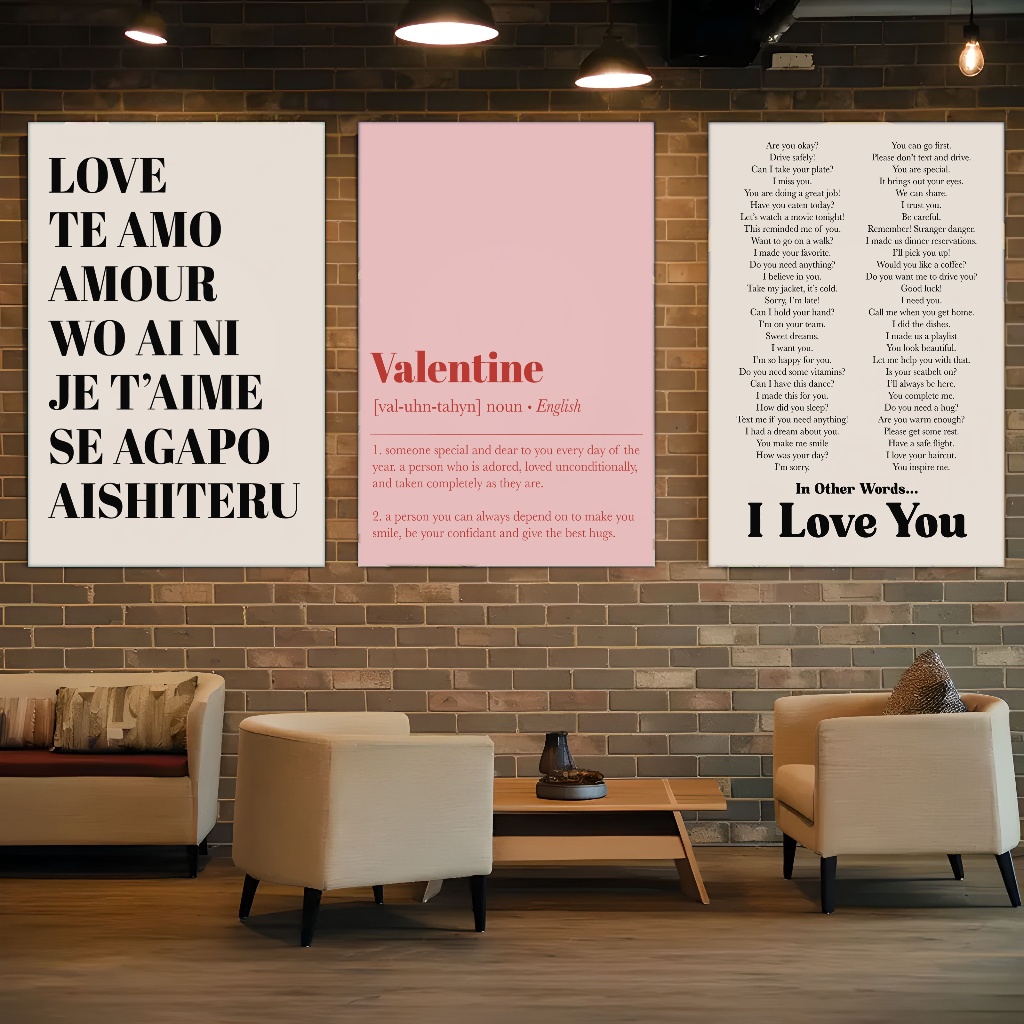 LOVE
TE AMO
AMOUR
WO AI NI
JE T’AIME
SE AGAPO
AISHITERU
Valentine
[val-uhn-tahyn] noun • English
1. someone special and dear to you every day of the
year. a person who is adored, loved unconditionally,
and taken completely as they are.
2. a person you can always depend on to make you
smile, be your confidant and give the best hugs.
Are you okay?
Drive safely!
Can I take your plate?
I miss you.
You are doing a great job!
Have you eaten today?
Let's watch a movie tonight!
This reminded me of you.
Want to go on a walk?
I made your favorite.
Do you need anything?
I believe in you.
Take my jacket, it's cold.
Sorry, I'm late!
Can I hold your hand?
I'm on your team.
Sweet dreams.
I want you.
I'm so happy for you.
Do you need some vitamins?
Can I have this dance?
I made this for you.
How did you sleep?
Text me if you need anything!
I had a dream about you.
You make me smile
How was your day?
I'm sorry.
You can go first.
Please don't text and drive.
You are special.
It brings out your eyes.
We can share.
I trust you.
Be careful.
Remember! Stranger danger.
I made us dinner reservations.
I'll pick you up!
Would you like a coffee?
Do you want me to drive you?
Good luck!
I need you.
Call me when you get home.
I did the dishes.
I made us a playlist
You look beautiful.
Let me help you with that.
Is your seatbelt on?
I'll always be here.
You complete me.
Do you need a hug?
Are you warm enough?
Please get some rest.
Have a safe flight.
I love your haircut.
You inspire me.
In Other Words...
I Love You